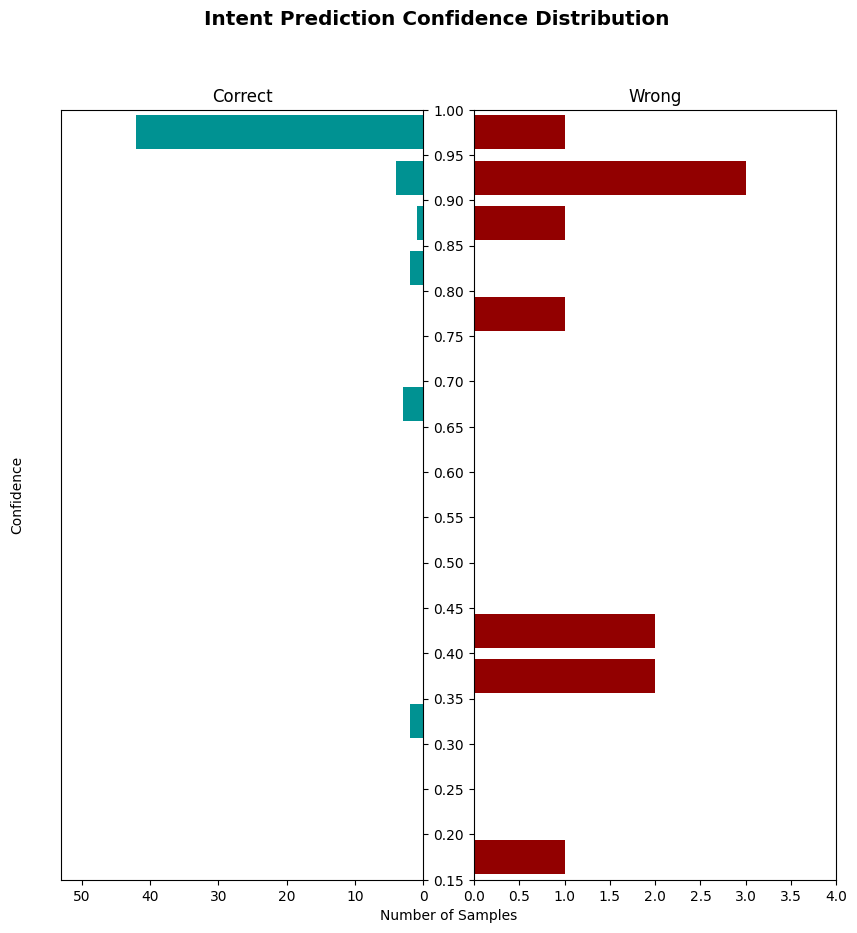 Intent Prediction Confidence Distribution
Correct
Wrong
1.00
0.95
0.90
0.85
0.80
0.75
0.70
0.65
0.60
0.55
0.50
0.45
0.40
0.35
0.30
0.25
0.20
0.15
Confidence
50 40 30 20 10 0
0.0 0.5 1.0 1.5 2.0 2.5 3.0 3.5 4.0
Number of Samples